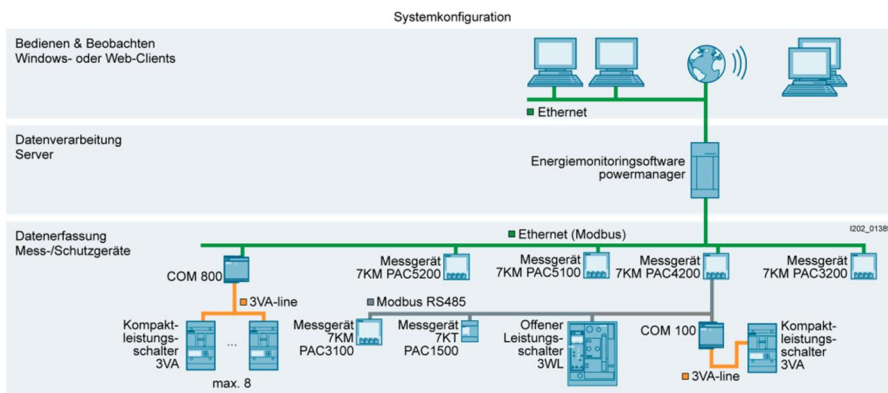 Systemkonfiguration
Bedienen & Beobachten
Windows- oder Web-Clients
Ethernet
Datenverarbeitung
Server
Energiemonitoringsoftware
powermanager
Datenerfassung
Mess-/Schutzgeräte
Ethernet (Modbus)
I202_01389
COM 800
Messgerät
7KM PAC5200
Messgerät
7KM PAC5100
Messgerät
7KM PAC4200
Messgerät
7KM PAC3200
3VA-line
Modbus RS485
Kompakt-
leistungs-
schalter
3VA
...
max. 8
Messgerät
7KM
PAC3100
Messgerät
7KT
PAC1500
Offener
Leistungs-
schalter
3WL
COM 100
3VA-line
Kompakt-
leistungs-
schalter
3VA